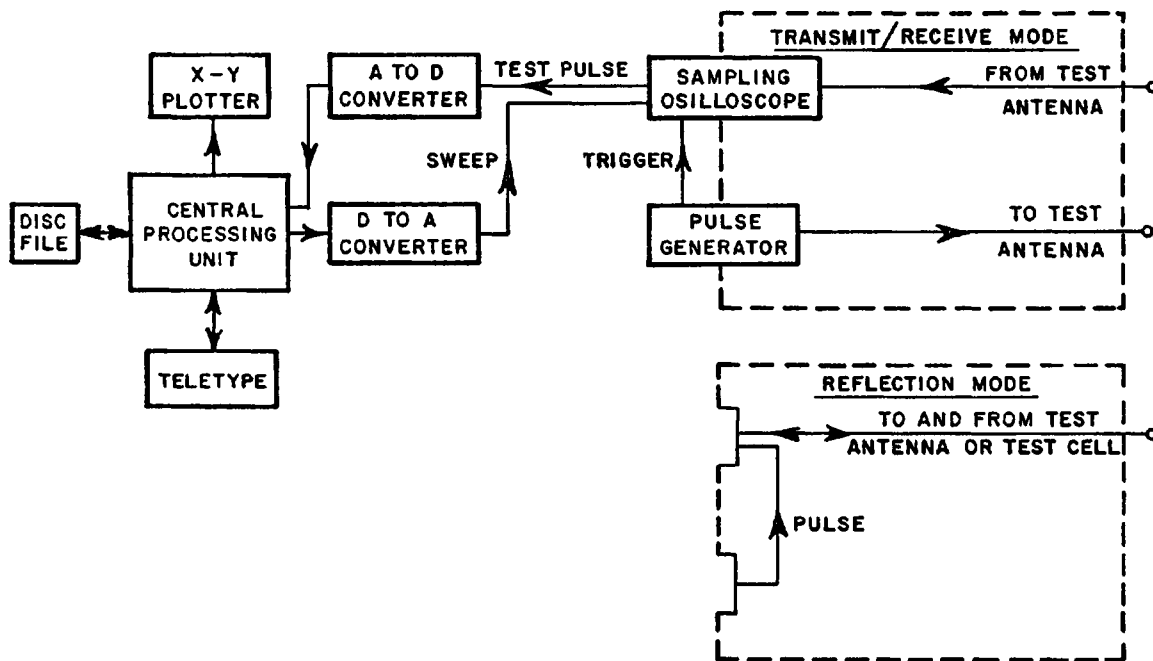 TRANSMIT/RECEIVE MODE
X-Y
PLOTTER
A TO D
CONVERTER
TEST PULSE
SAMPLING
OSILLOSCOPE
FROM TEST
ANTENNA
SWEEP
TRIGGER
DISC
FILE
CENTRAL
PROCESSING
UNIT
D TO A
CONVERTER
PULSE
GENERATOR
TO TEST
ANTENNA
TELETYPE
REFLECTION MODE
TO AND FROM TEST
ANTENNA OR TEST CELL
PULSE